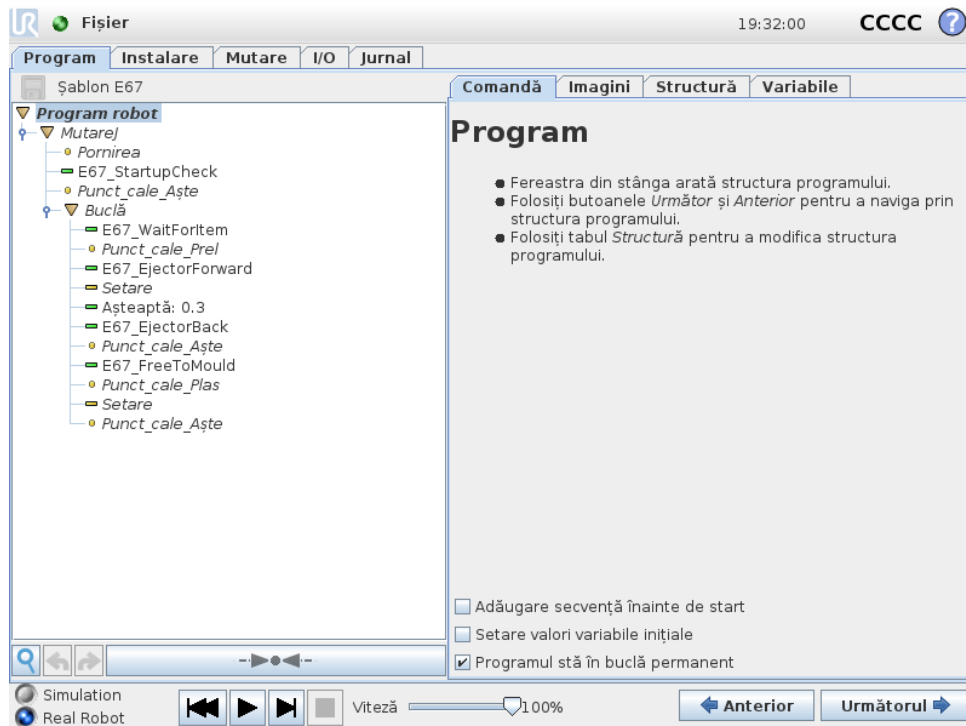 UR
Fișier
19:32:00
CCCC
?
Program
Instalare
Mutare
I/O
Jurnal
Șablon E67
Program robot
MutareJ
Pornirea
E67_StartupCheck
Punct_cale_Aște
Buclă
E67_WaitForItem
Punct_cale_Prel
E67_EjectorForward
Setare
Așteaptă: 0.3
E67_EjectorBack
Punct_cale_Aște
E67_FreeToMould
Punct_cale_Plas
Setare
Punct_cale_Aște
Comandă
Imagini
Structură
Variabile
Program
Fereastra din stânga arată structura programului.
Folosiți butoanele Următor și Anterior pentru a naviga prin
structura programului.
Folosiți tabul Structură pentru a modifica structura
programului.
Adăugare secvență înainte de start
Setare valori variabile inițiale
Programul stă în buclă permanent
Simulation
Real Robot
Viteză
100%
Anterior
Următorul